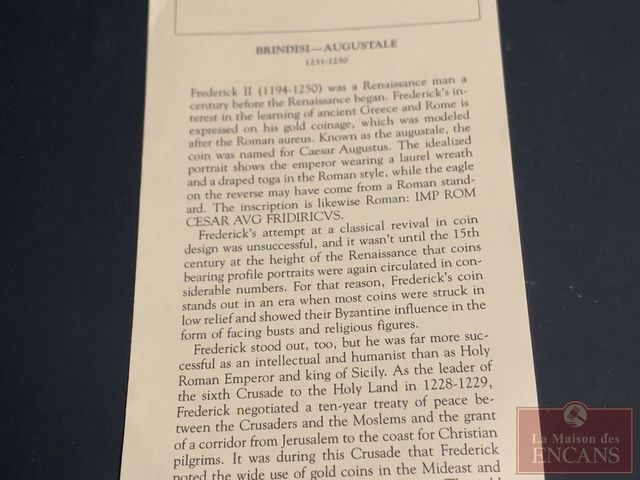 BRINDISI—AUGUSTALE
1231-1250
Frederick II (1194-1250) was a Renaissance man a
century before the Renaissance began. Frederick's in-
terest in the learning of ancient Greece and Rome is
expressed on his gold coinage, which was modeled
after the Roman aureus. Known as the augustale, the
coin was named for Caesar Augustus. The idealized
portrait shows the emperor wearing a laurel wreath
and a draped toga in the Roman style, while the eagle
on the reverse may have come from a Roman stand-
ard. The inscription is likewise Roman: IMP ROM
CESAR AVG FRIDIRICVS.
Frederick's attempt at a classical revival in coin
design was unsuccessful, and it wasn't until the 15th
century at the height of the Renaissance that coins
bearing profile portraits were again circulated in con-
siderable numbers. For that reason, Frederick's coin
stands out in an era when most coins were struck in
low relief and showed their Byzantine influence in the
form of facing busts and religious figures.
Frederick stood out, too, but he was far more suc-
cessful as an intellectual and humanist than as Holy
Roman Emperor and king of Sicily. As the leader of
the sixth Crusade to the Holy Land in 1228-1229,
Frederick negotiated a ten-year treaty of peace be-
tween the Crusaders and the Moslems and the grant
of a corridor from Jerusalem to the coast for Christian
pilgrims. It was during this Crusade that Frederick
noted the wide use of gold coins in the Mideast and
La Maison des
ENCANS